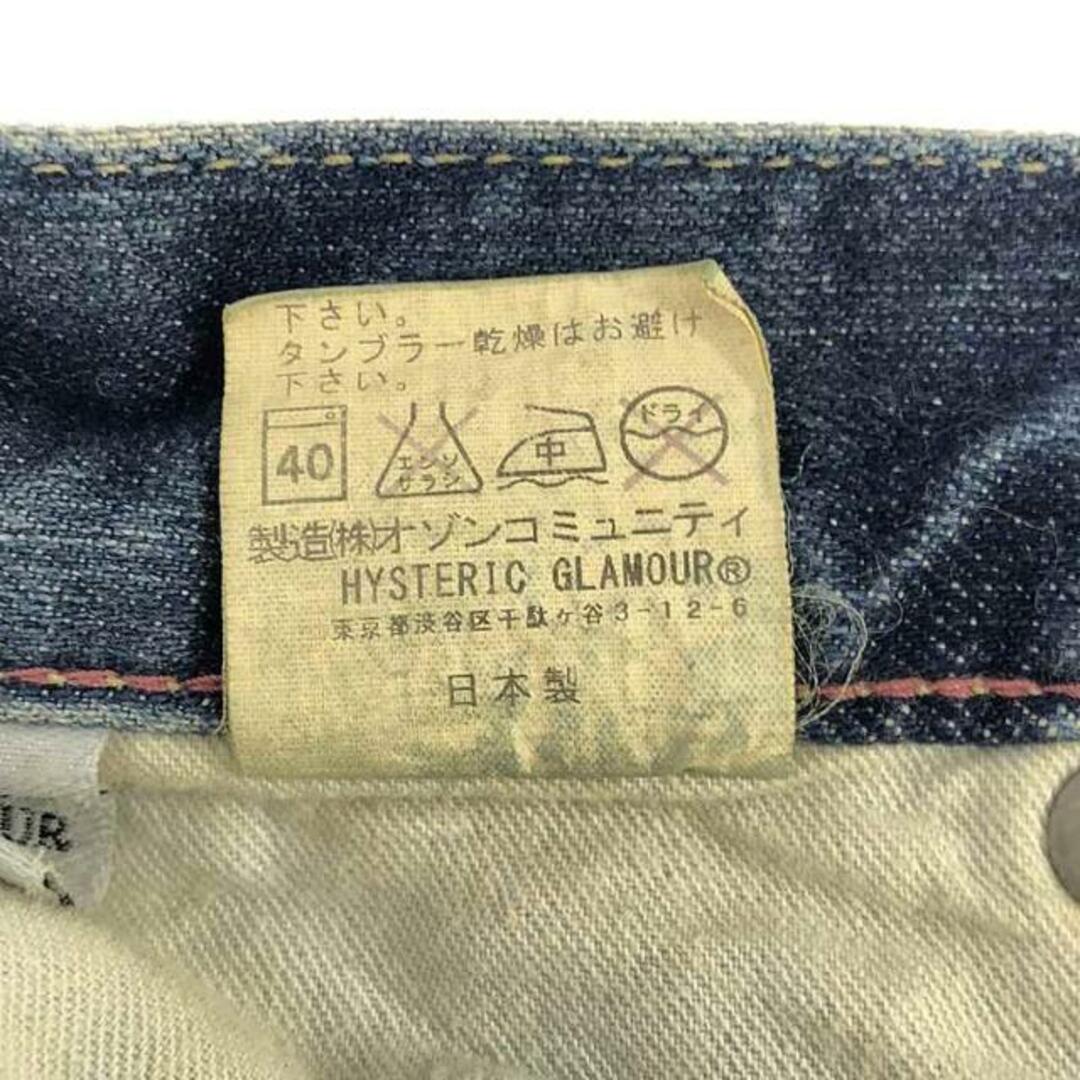 下さい。
タンブラー乾燥はお避け
下さい。
40
エンソ
サラシ
中
ドライ
製造(株)オゾンコミュニティ
HYSTERIC GLAMOUR®
東京都渋谷区千駄ケ谷3-12-6
日本製
OUR